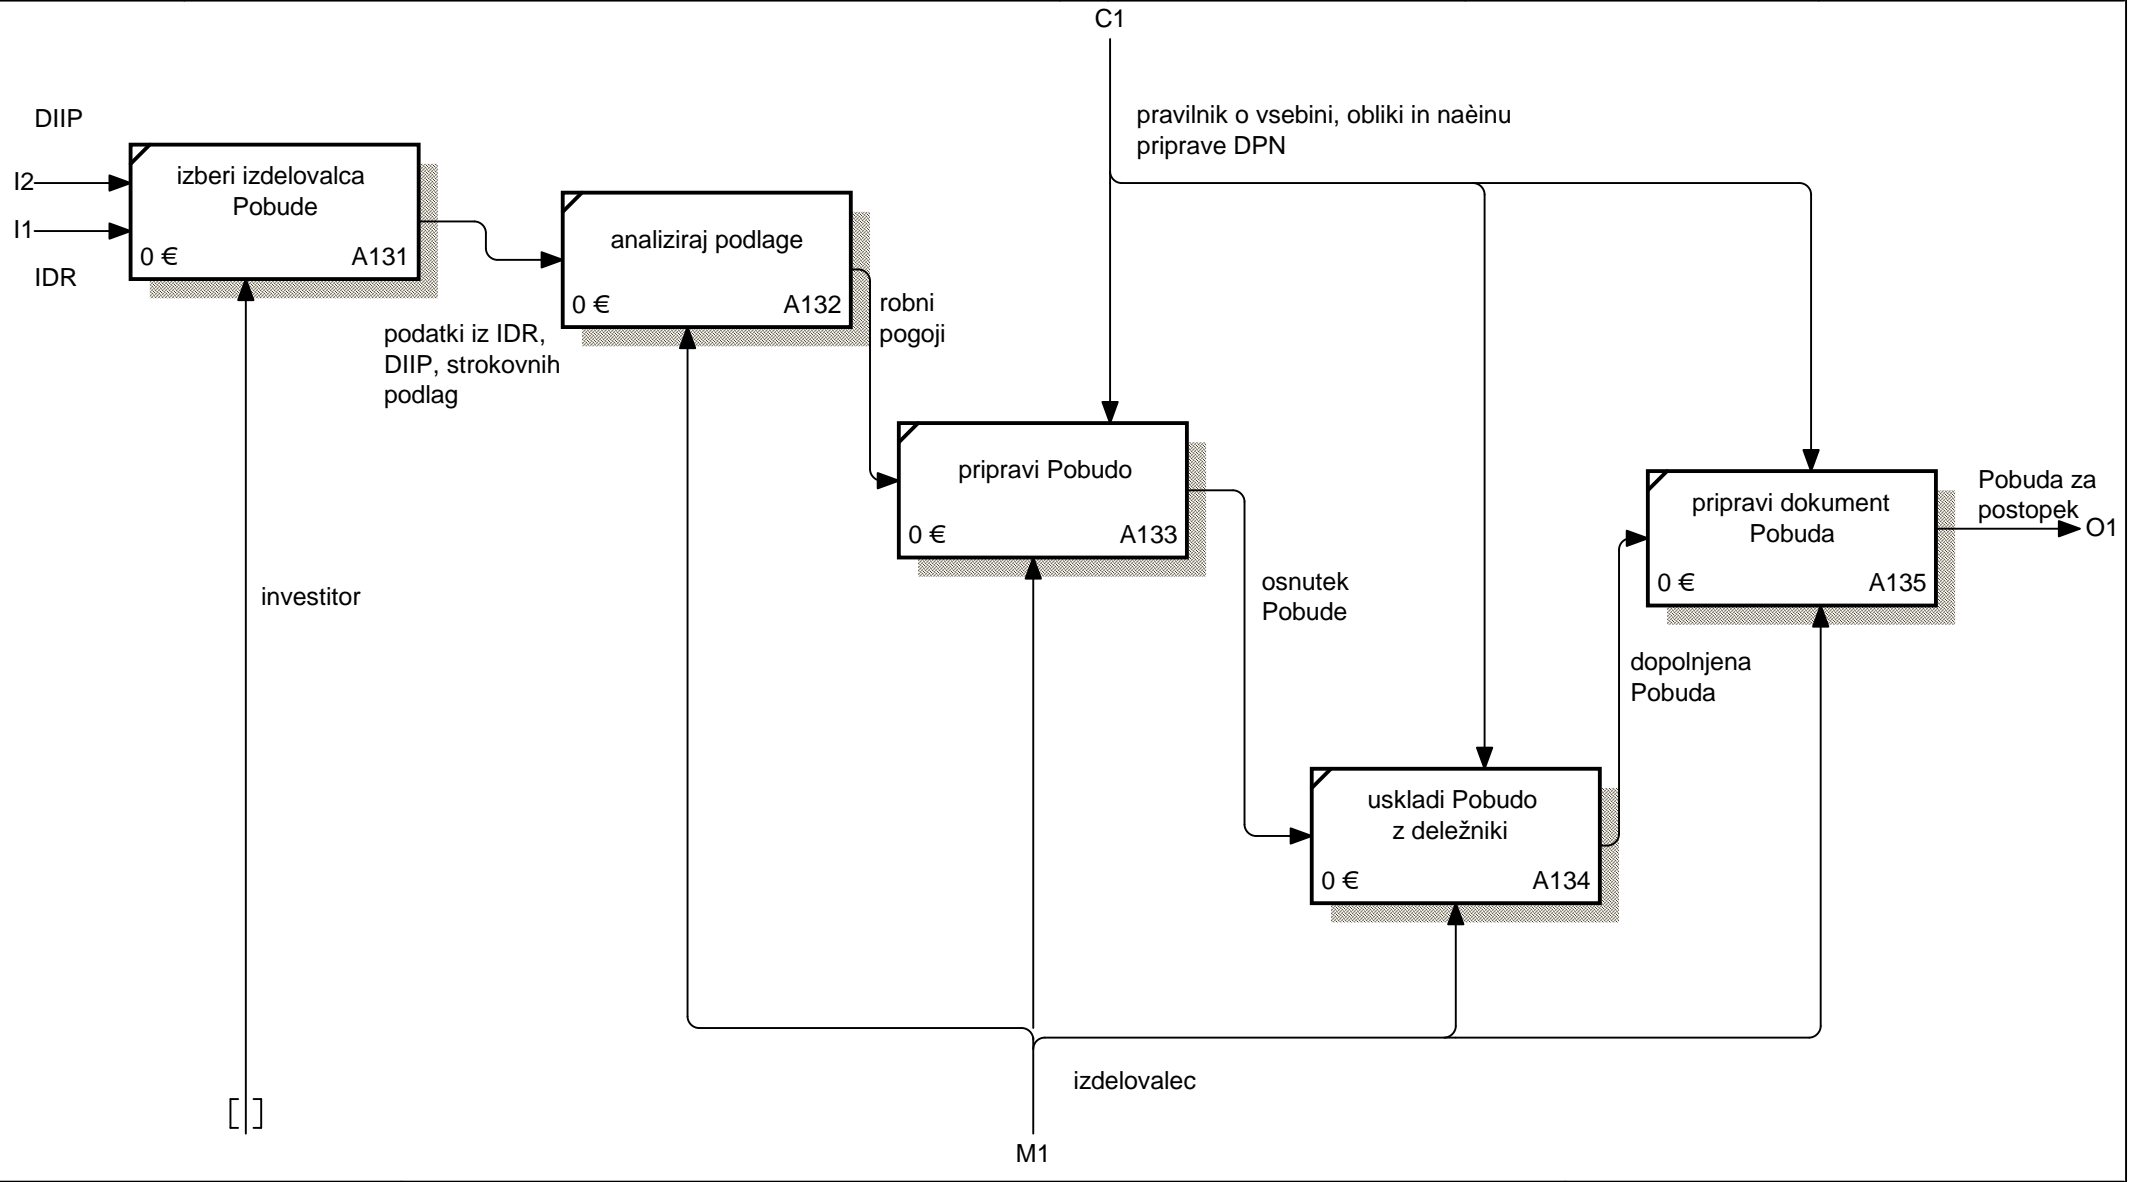 C1
pravilnik o vsebini, obliki in naèinu
priprave DPN
DIIP
I2
I1
IDR
izberi izdelovalca
Pobude
0 € A131
podatki iz IDR,
DIIP, strokovnih
podlag
analiziraj podlage
0 € A132
robni
pogoji
pripravi Pobudo
0 € A133
osnutek
Pobude
uskladi Pobudo
z deležniki
0 € A134
dopolnjena
Pobuda
pripravi dokument
Pobuda
0 € A135
Pobuda za
postopek
O1
investitor
izdelovalec
M1